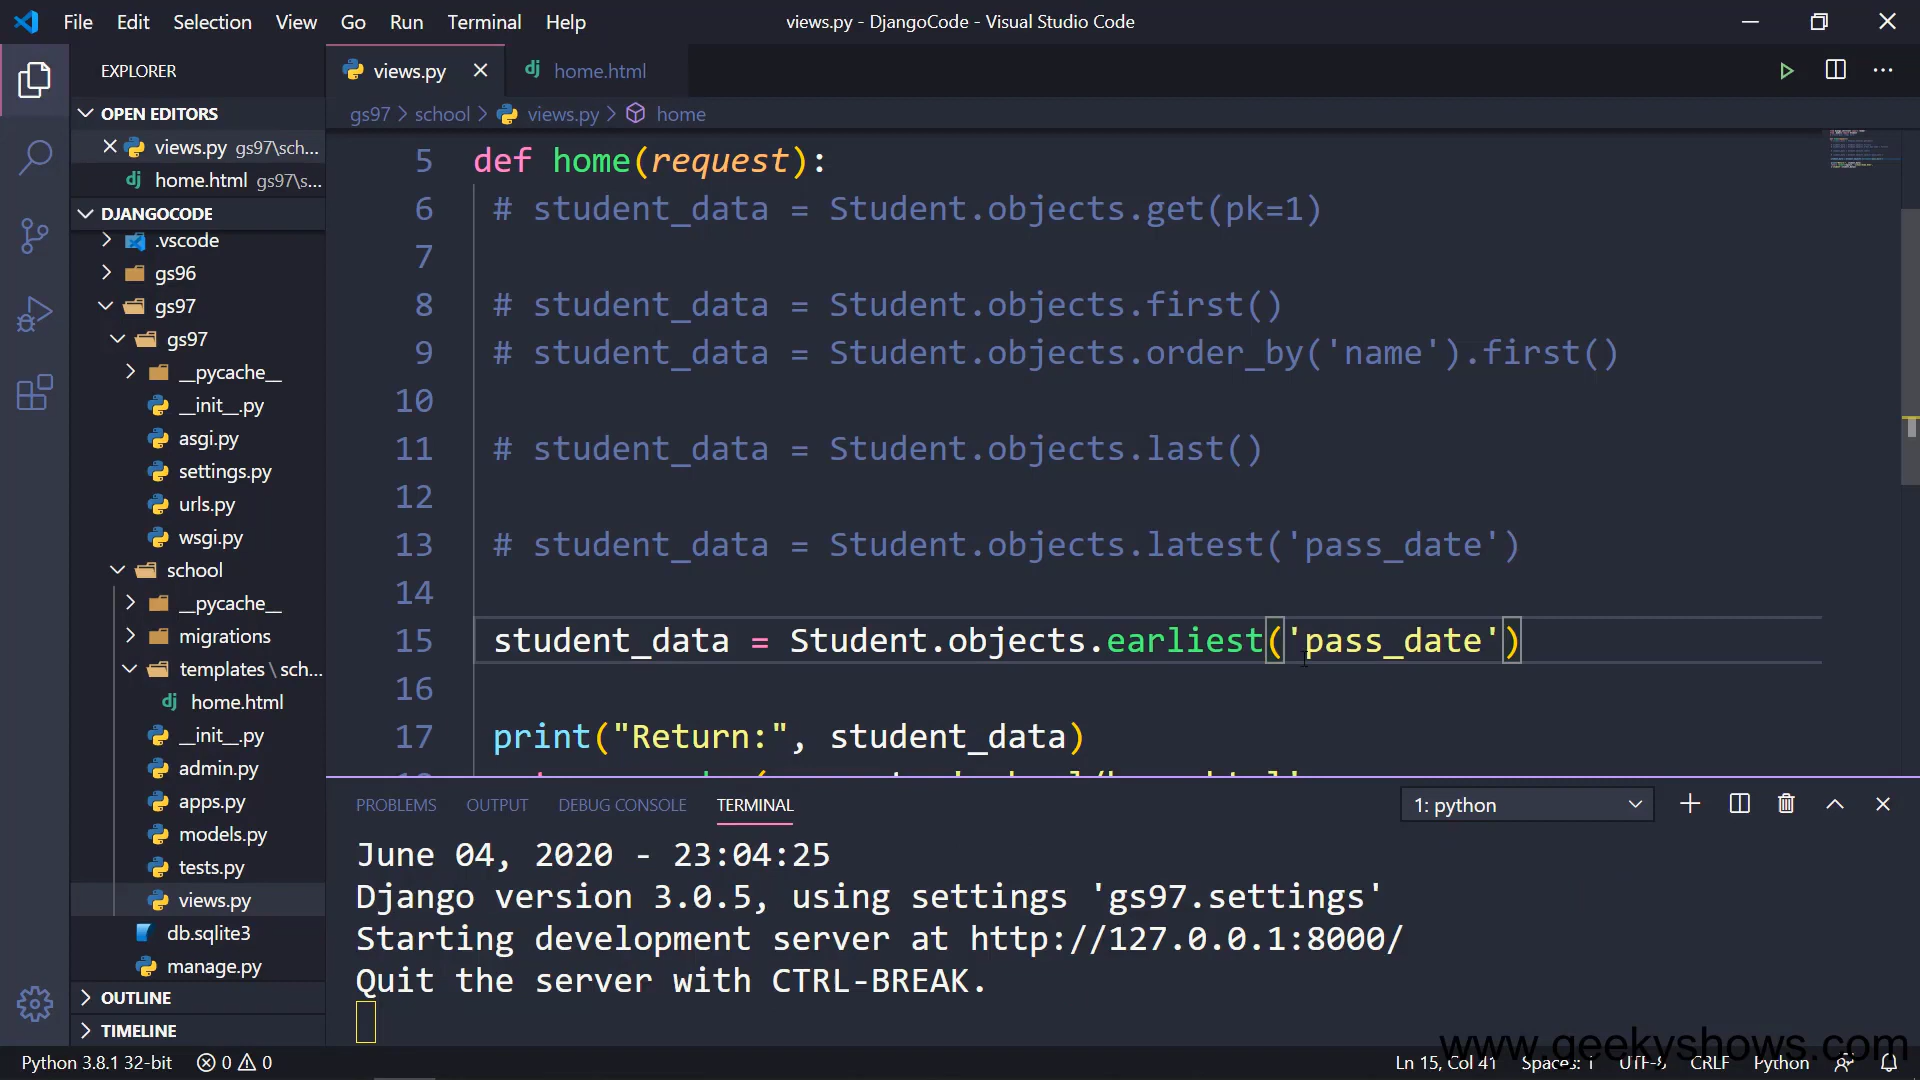 File Edit Selection View Go Run Terminal Help
views.py - DjangoCode - Visual Studio Code
EXPLORER
OPEN EDITORS
views.py gs97\sch...
home.html gs97\s...
DJANGOCODE
.vscode
gs96
gs97
gs97
__pycache__
__init__.py
asgi.py
settings.py
urls.py
wsgi.py
school
__pycache__
migrations
templates \ sch...
home.html
__init__.py
admin.py
apps.py
models.py
tests.py
views.py
db.sqlite3
manage.py
OUTLINE
TIMELINE
views.py
home.html
gs97 > school > views.py > home
5 def home(request):
6 # student_data = Student.objects.get(pk=1)
7
8 # student_data = Student.objects.first()
9 # student_data = Student.objects.order_by('name').first()
10
11 # student_data = Student.objects.last()
12
13 # student_data = Student.objects.latest('pass_date')
14
15 student_data = Student.objects.earliest('pass_date')
16
17 print("Return:", student_data)
PROBLEMS OUTPUT DEBUG CONSOLE TERMINAL
1: python
June 04, 2020 - 23:04:25
Django version 3.0.5, using settings 'gs97.settings'
Starting development server at http://127.0.0.1:8000/
Quit the server with CTRL-BREAK.
www.geekyshows.com
Python 3.8.1 32-bit 0 0
Ln 15, Col 41 Spaces: 1 UTF-8 CRLF Python